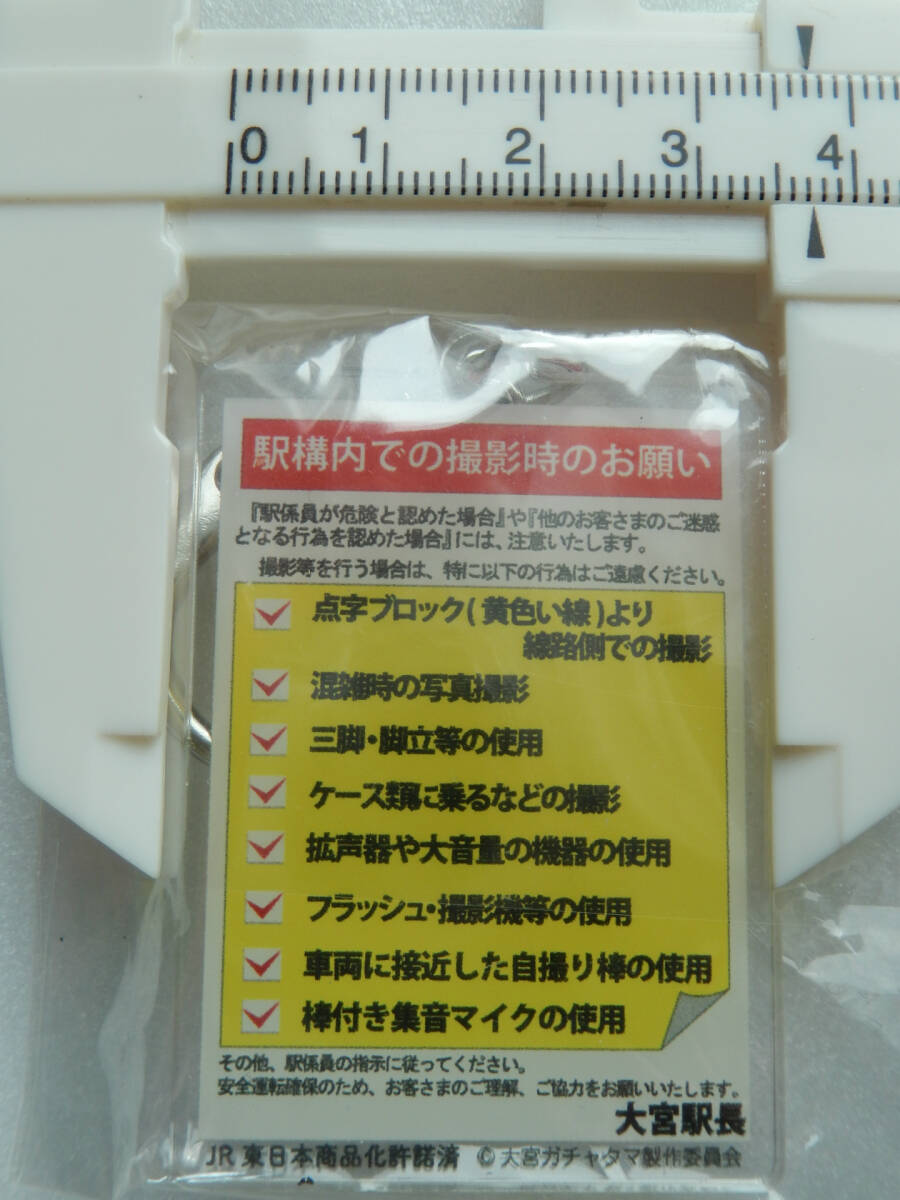 0 1 2 3 4
駅構内での撮影時のお願い
『駅係員が危険と認めた場合』や『他のお客さまのご迷惑
となる行為を認めた場合』には、注意いたします。
撮影等を行う場合は、特に以下の行為はご遠慮ください。
点字ブロック(黄色い線)より
線路側での撮影
混雑時の写真撮影
三脚・脚立等の使用
ケース類に乗るなどの撮影
拡声器や大音量の機器の使用
フラッシュ・撮影機等の使用
車両に接近した自撮り棒の使用
棒付き集音マイクの使用
その他、駅係員の指示に従ってください。
安全運転確保のため、お客さまのご理解、ご協力をお願いいたします。
大宮駅長
JR東日本商品化許諾済 © 大宮ガチャタマ製作委員会